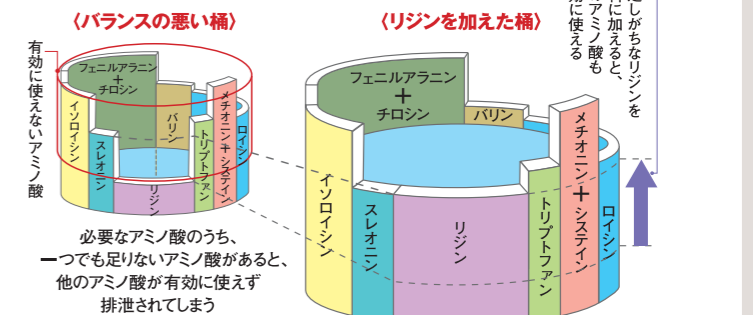 〈バランスの悪い桶〉
有効に使えないアミノ酸
フェニルアラニン
+
チロシン
バリン
イソロイシン
スレオニン
リジン
トリプトファン
メチオニン+システイン
ロイシン
必要なアミノ酸のうち、
一つでも足りないアミノ酸があると、
他のアミノ酸が有効に使えず
排泄されてしまう
〈リジンを加えた桶〉
足しがちなリジンを
に加えると、
アミノ酸も
効に使える
フェニルアラニン
+
チロシン
バリン
イソロイシン
スレオニン
リジン
トリプトファン
メチオニン+システイン
ロイシン